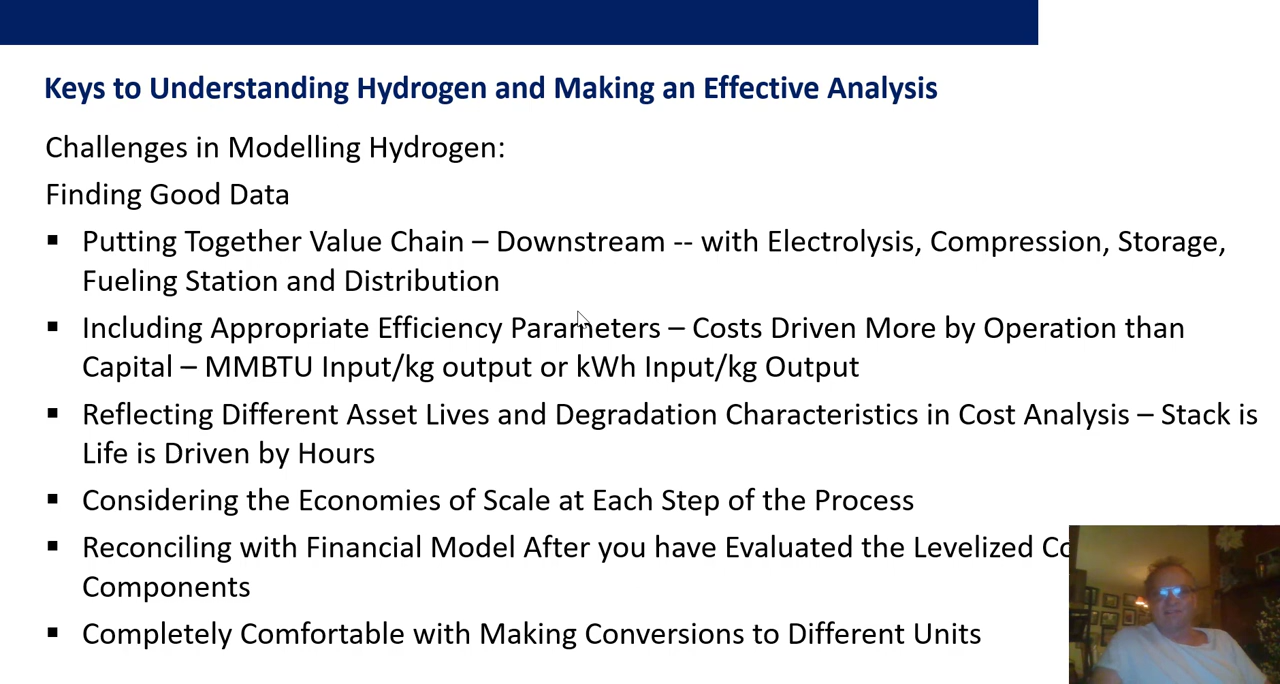 Keys to Understanding Hydrogen and Making an Effective Analysis
Challenges in Modelling Hydrogen:
Finding Good Data
▪ Putting Together Value Chain – Downstream -- with Electrolysis, Compression, Storage,
Fueling Station and Distribution
▪ Including Appropriate Efficiency Parameters – Costs Driven More by Operation than
Capital – MMBTU Input/kg output or kWh Input/kg Output
▪ Reflecting Different Asset Lives and Degradation Characteristics in Cost Analysis – Stack is
Life is Driven by Hours
▪ Considering the Economies of Scale at Each Step of the Process
▪ Reconciling with Financial Model After you have Evaluated the Levelized
Components
▪ Completely Comfortable with Making Conversions to Different Units